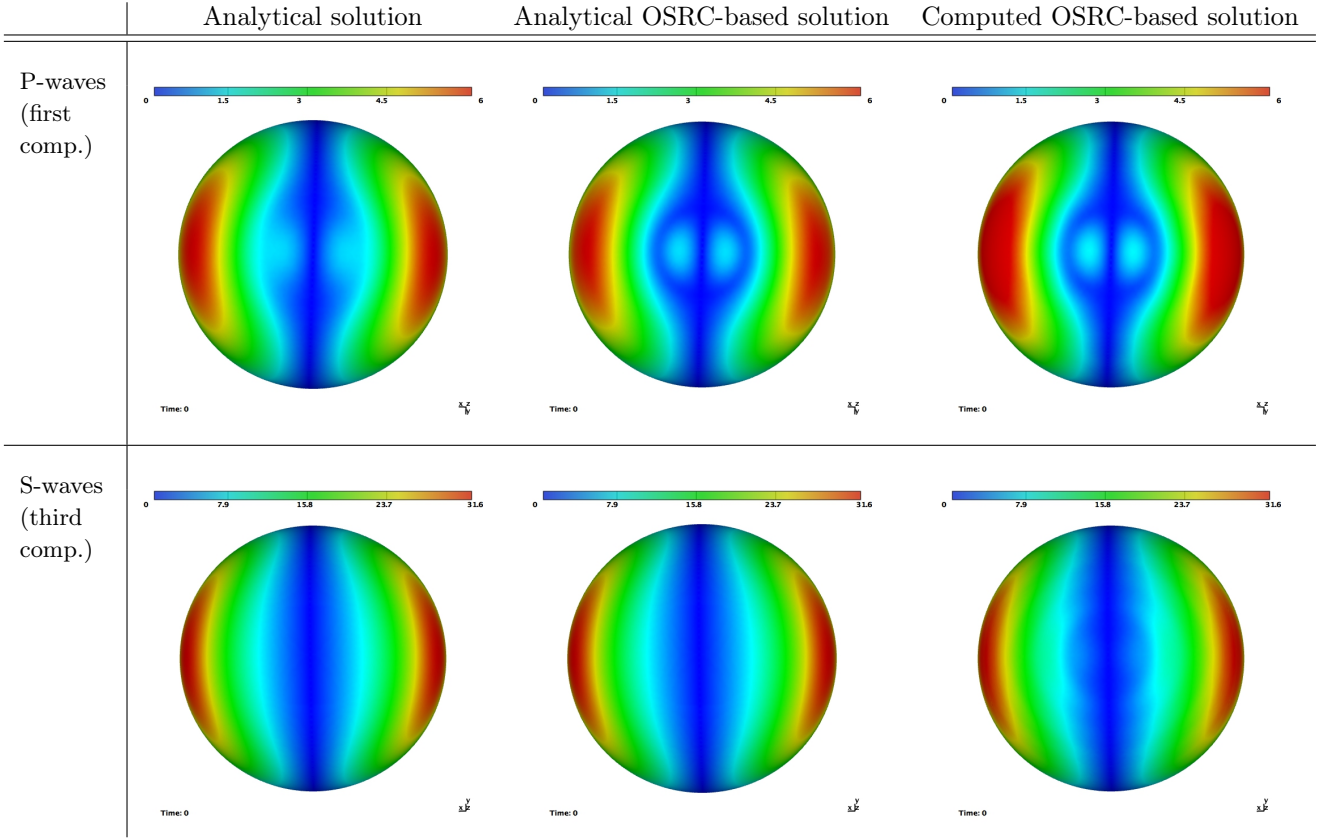 Analytical solution Analytical OSRC-based solution Computed OSRC-based solution
P-waves
(first
comp.)
0 1.5 3 4.5 6
0 1.5 3 4.5 6
0 1.5 3 4.5 6
Time: 0 x z y
Time: 0 x z y
Time: 0 x z y
S-waves
(third
comp.)
0 7.9 15.8 23.7 31.6
0 7.9 15.8 23.7 31.6
0 7.9 15.8 23.7 31.6
Time: 0 y x z
Time: 0 y x z
Time: 0 y x z